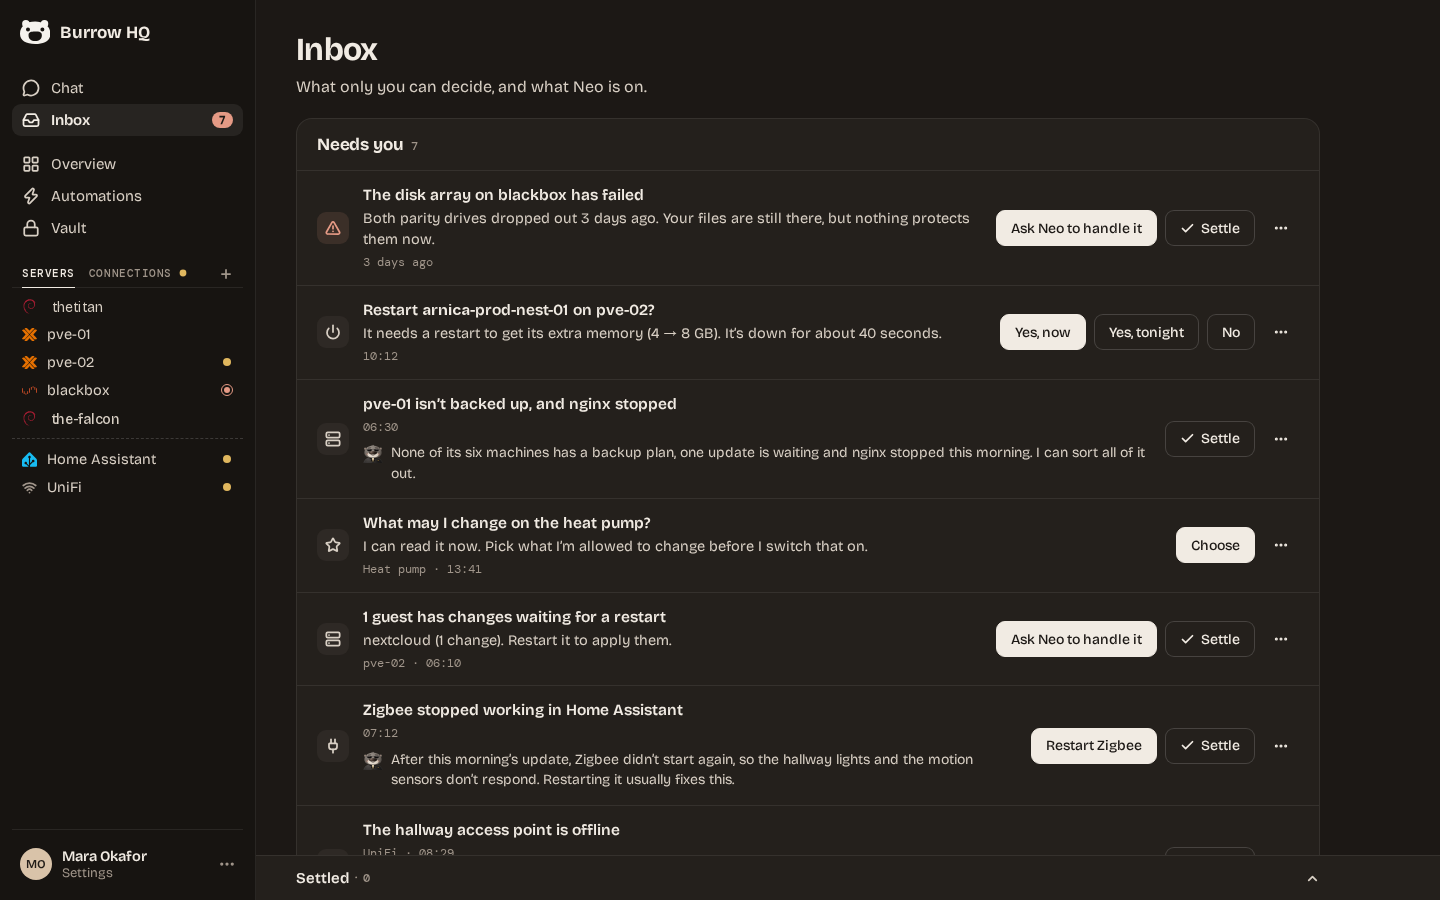 Burrow HQ
Chat
Inbox
7
Overview
Automations
Vault
SERVERS
CONNECTIONS
thetitan
pve-01
pve-02
blackbox
the-falcon
Home Assistant
UniFi
MO
Mara Okafor
Settings
Inbox
What only you can decide, and what Neo is on.
Needs you 7
The disk array on blackbox has failed
Both parity drives dropped out 3 days ago. Your files are still there, but nothing protects
them now.
3 days ago
Ask Neo to handle it
Settle
Restart arnica-prod-nest-01 on pve-02?
It needs a restart to get its extra memory (4 → 8 GB). It's down for about 40 seconds.
10:12
Yes, now
Yes, tonight
No
pve-01 isn't backed up, and nginx stopped
06:30
None of its six machines has a backup plan, one update is waiting and nginx stopped this morning. I can sort all of it
out.
Settle
What may I change on the heat pump?
I can read it now. Pick what I'm allowed to change before I switch that on.
Heat pump · 13:41
Choose
1 guest has changes waiting for a restart
nextcloud (1 change). Restart it to apply them.
pve-02 · 06:10
Ask Neo to handle it
Settle
Zigbee stopped working in Home Assistant
07:12
After this morning's update, Zigbee didn't start again, so the hallway lights and the motion
sensors don't respond. Restarting it usually fixes this.
Restart Zigbee
Settle
The hallway access point is offline
UniFi · 08:29
Settled · 0